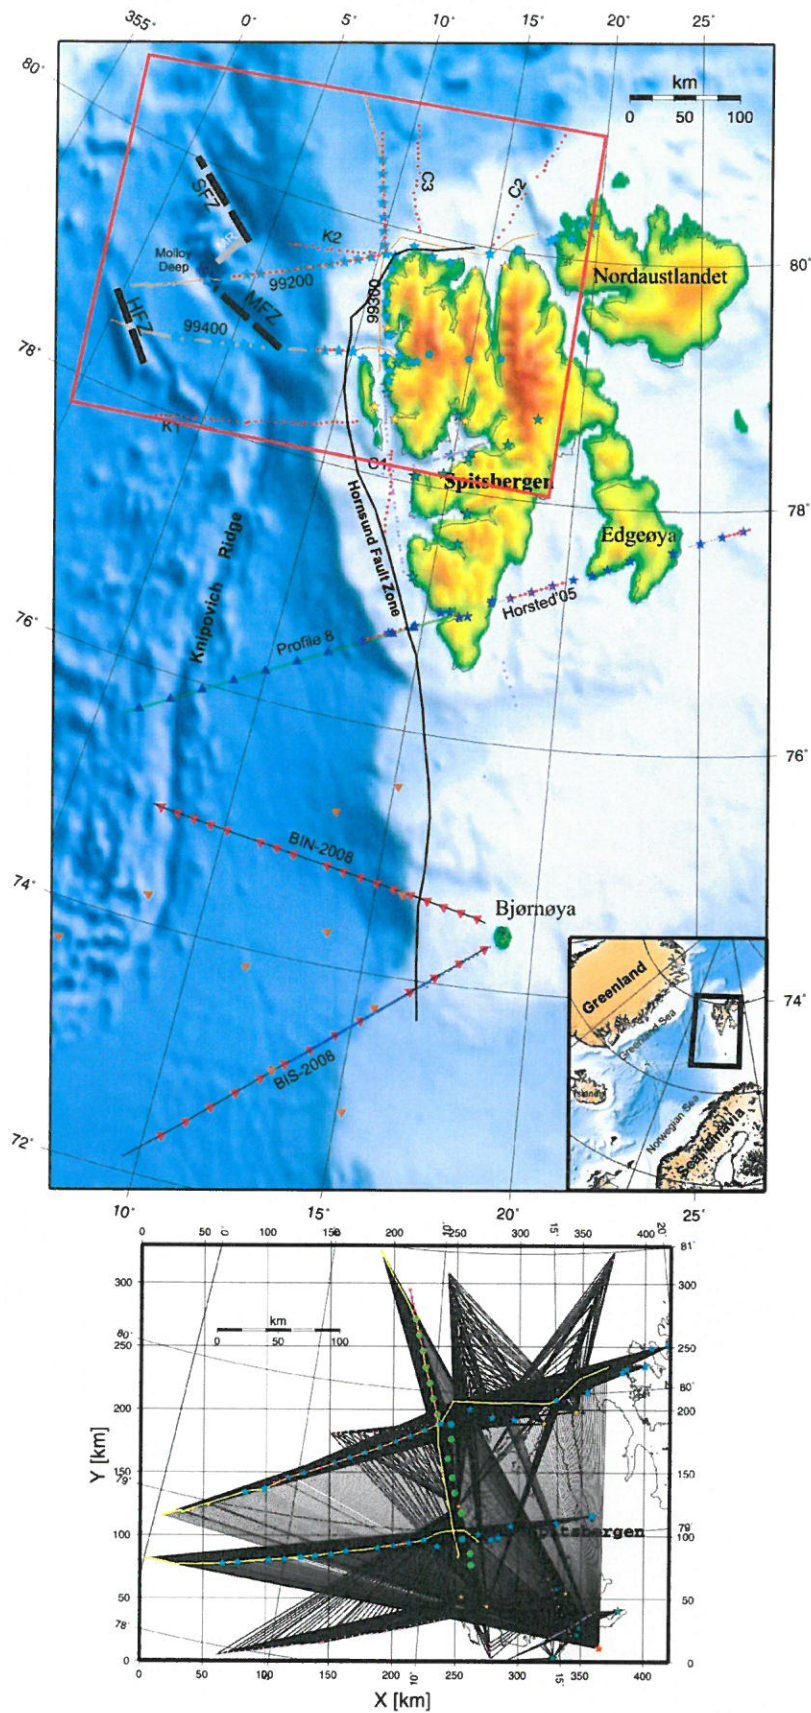 355° 0° 5° 10° 15° 20° 25°
80°
km
0 50 100
SFZ
C3
C2
MR
K2
Molloy
Deep
99200
MFZ
HFZ
99400
99300
Nordaustlandet
80°
78°
K1
C1
Spitsbergen
78°
Hornsund Fault Zone
Edgeøya
Knipovich Ridge
Horsted'05
76°
Profile 8
76°
BIN-2008
74°
Bjørnøya
74°
BIS-2008
Greenland
Greenland Sea
Norwegian Sea
Scandinavia
72°
10° 15° 20° 25°
0 50 100 150 200 250 300 350 400
0° 15° 20°
81°
300
300
km
0 50 100
80°
250
250
80°
200
200
Y [km]
150
150
79°
100
79°
100
Spitsbergen
50
50
78°
0
0
0 50 100 150 200 250 300 350 400
15°
X [km]